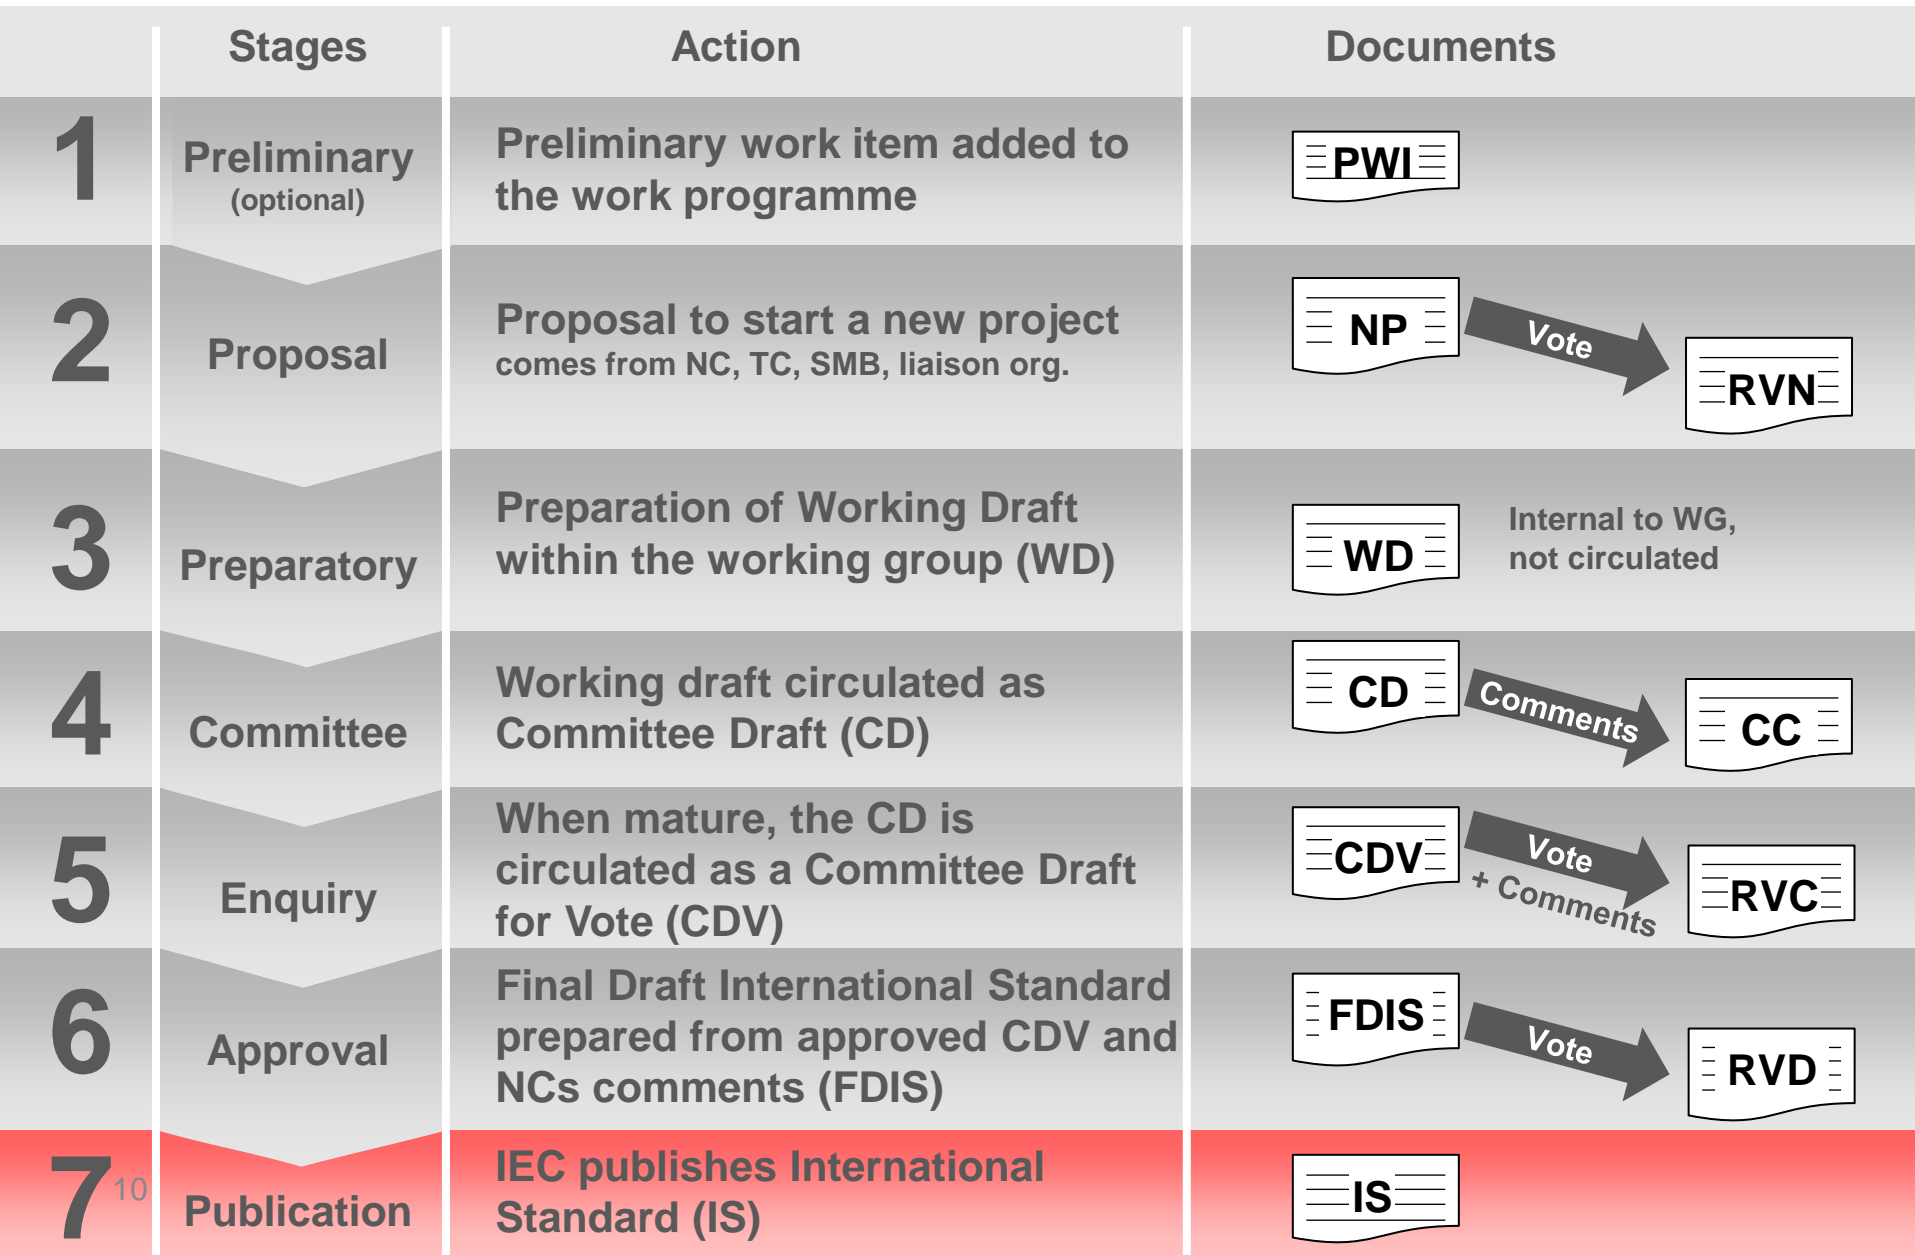 Stages
Action
Documents
1
Preliminary
(optional)
Preliminary work item added to
the work programme
PWI
2
Proposal
Proposal to start a new project
comes from NC, TC, SMB, liaison org.
NP
Vote
RVN
3
Preparatory
Preparation of Working Draft
within the working group (WD)
WD
Internal to WG,
not circulated
4
Committee
Working draft circulated as
Committee Draft (CD)
CD
Comments
CC
5
Enquiry
When mature, the CD is
circulated as a Committee Draft
for Vote (CDV)
CDV
Vote
+ Comments
RVC
6
Approval
Final Draft International Standard
prepared from approved CDV and
NCs comments (FDIS)
FDIS
Vote
RVD
7
10
Publication
IEC publishes International
Standard (IS)
IS